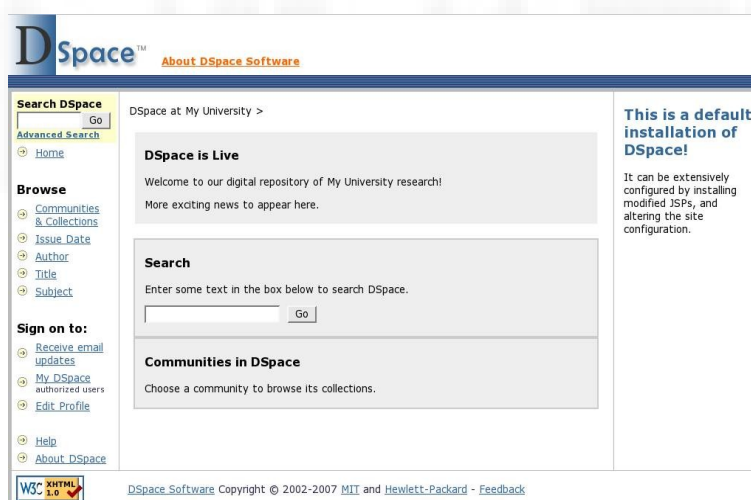 DSpace™
About DSpace Software
Search DSpace
Go
Advanced Search
Home
Browse
Communities
& Collections
Issue Date
Author
Title
Subject
Sign on to:
Receive email
updates
My DSpace
authorized users
Edit Profile
Help
About DSpace
W3C XHTML
1.0
DSpace at My University >
DSpace is Live
Welcome to our digital repository of My University research!
More exciting news to appear here.
Search
Enter some text in the box below to search DSpace.
Go
Communities in DSpace
Choose a community to browse its collections.
This is a default
installation of
DSpace!
It can be extensively
configured by installing
modified JSPs, and
altering the site
configuration.
DSpace Software Copyright © 2002-2007 MIT and Hewlett-Packard - Feedback